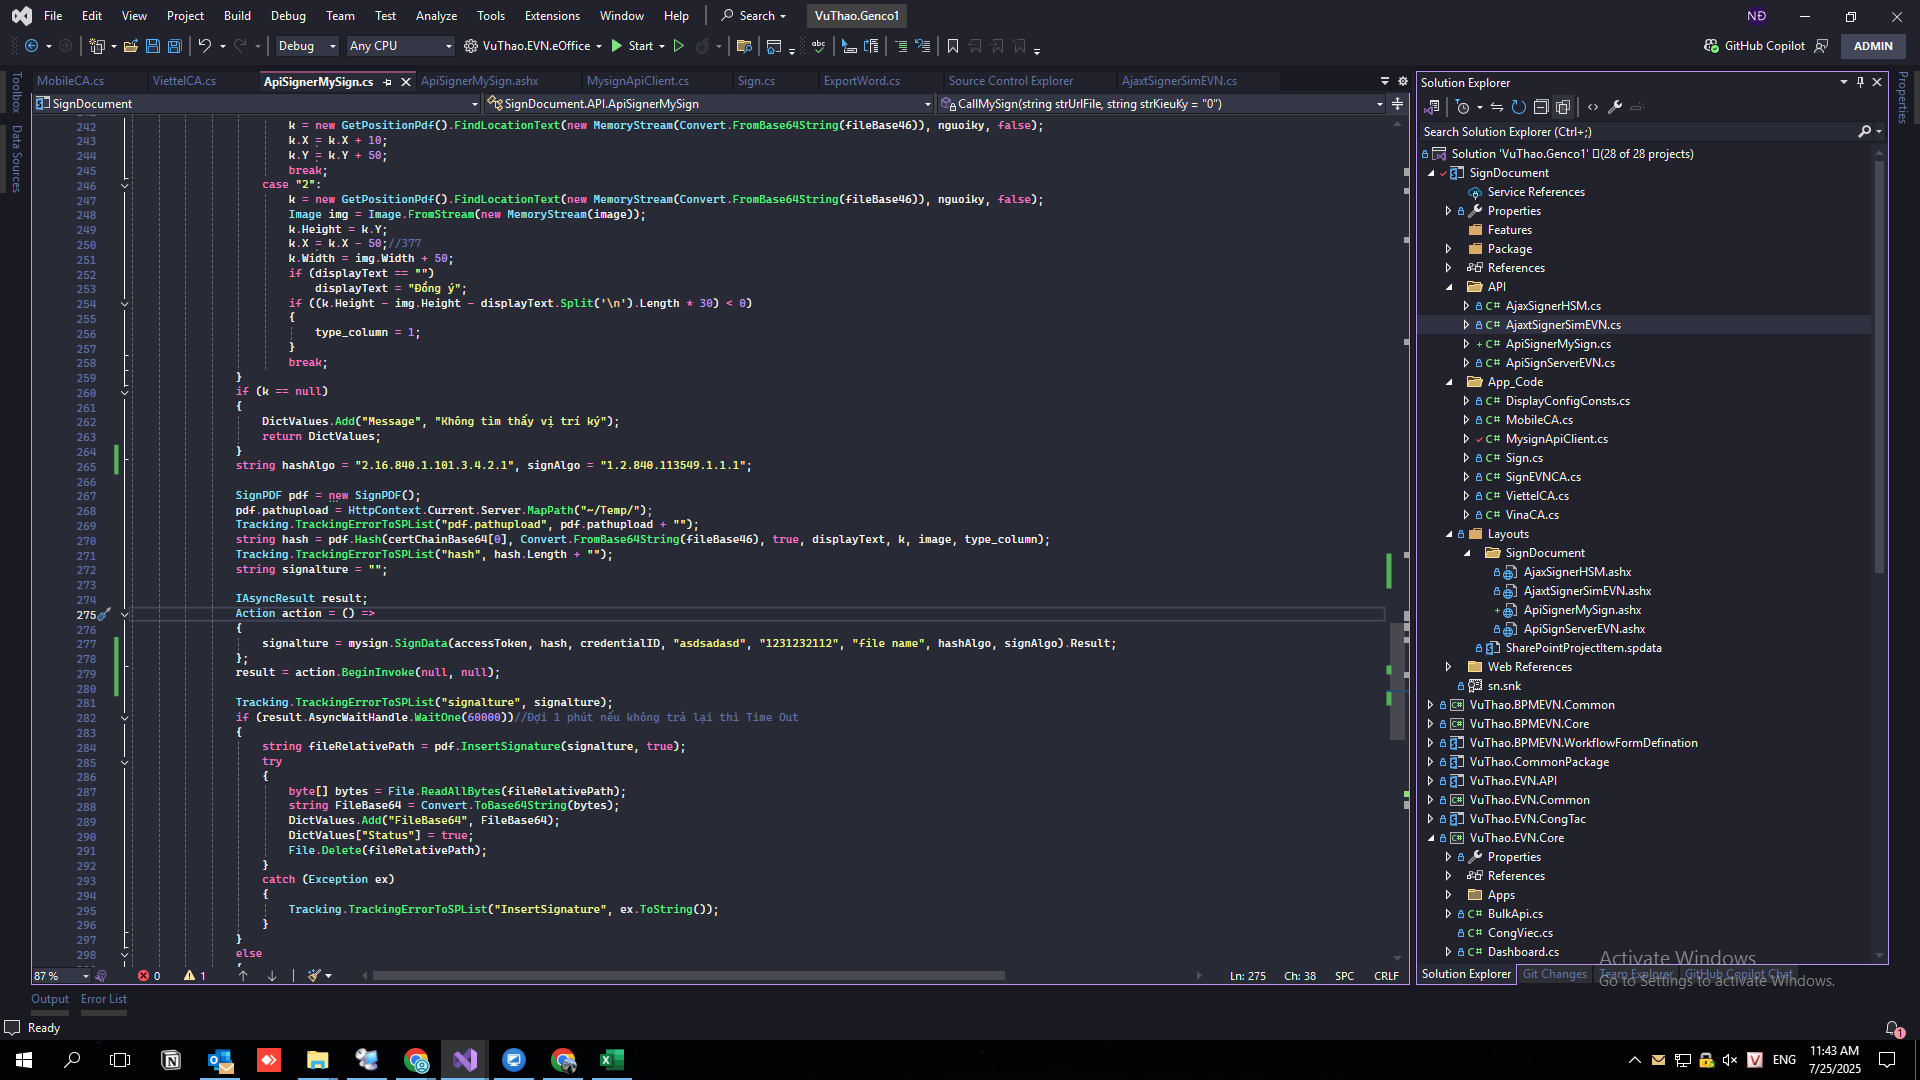 File Edit View Project Build Debug Team Test Analyze Tools Extensions Window Help Search VuThao.Genco1 NĐ
Debug Any CPU VuThao.EVN.eOffice Start GitHub Copilot ADMIN
MobileCA.cs ViettelCA.cs ApiSignerMySign.cs ApiSignerMySign.ashx MysignApiClient.cs Sign.cs ExportWord.cs Source Control Explorer AjaxtSignerSimEVN.cs
SignDocument SignDocument.API.ApiSignerMySign CallMySign(string strUrlFile, string strKieuKy = "0")
Toolbox
Data Sources
242 k = new GetPositionPdf().FindLocationText(new MemoryStream(Convert.FromBase64String(fileBase46)), nguoiky, false);
243 k.X = k.X + 10;
244 k.Y = k.Y + 50;
245 break;
246 case "2":
247 k = new GetPositionPdf().FindLocationText(new MemoryStream(Convert.FromBase64String(fileBase46)), nguoiky, false);
248 Image img = Image.FromStream(new MemoryStream(image));
249 k.Height = k.Y;
250 k.X = k.X - 50;//377
251 k.Width = img.Width + 50;
252 if (displayText == "")
253 displayText = "Đồng ý";
254 if ((k.Height - img.Height - displayText.Split('\n').Length * 30) < 0)
255 {
256 type_column = 1;
257 }
258 break;
259 }
260 if (k == null)
261 {
262 DictValues.Add("Message", "Không tìm thấy vị trí ký");
263 return DictValues;
264 }
265 string hashAlgo = "2.16.840.1.101.3.4.2.1", signAlgo = "1.2.840.113549.1.1.1";
266
267 SignPDF pdf = new SignPDF();
268 pdf.pathupload = HttpContext.Current.Server.MapPath("~/Temp/");
269 Tracking.TrackingErrorToSPList("pdf.pathupload", pdf.pathupload + "");
270 string hash = pdf.Hash(certChainBase64[0], Convert.FromBase64String(fileBase46), true, displayText, k, image, type_column);
271 Tracking.TrackingErrorToSPList("hash", hash.Length + "");
272 string signalture = "";
273
274 IAsyncResult result;
275 Action action = () =>
276 {
277 signalture = mysign.SignData(accessToken, hash, credentialID, "asdsadasd", "1231232112", "file name", hashAlgo, signAlgo).Result;
278 };
279 result = action.BeginInvoke(null, null);
280
281 Tracking.TrackingErrorToSPList("signalture", signalture);
282 if (result.AsyncWaitHandle.WaitOne(60000))//Đợi 1 phút nếu không trả lại thì Time Out
283 {
284 string fileRelativePath = pdf.InsertSignature(signalture, true);
285 try
286 {
287 byte[] bytes = File.ReadAllBytes(fileRelativePath);
288 string FileBase64 = Convert.ToBase64String(bytes);
289 DictValues.Add("FileBase64", FileBase64);
290 DictValues["Status"] = true;
291 File.Delete(fileRelativePath);
292 }
293 catch (Exception ex)
294 {
295 Tracking.TrackingErrorToSPList("InsertSignature", ex.ToString());
296 }
297 }
298 else
87 % 0 1 Ln: 275 Ch: 38 SPC CRLF
Output Error List
Solution Explorer
Properties
Search Solution Explorer (Ctrl+;)
Solution 'VuThao.Genco1' (28 of 28 projects)
SignDocument
Service References
Properties
Features
Package
References
API
AjaxSignerHSM.cs
AjaxtSignerSimEVN.cs
ApiSignerMySign.cs
ApiSignServerEVN.cs
App_Code
DisplayConfigConsts.cs
MobileCA.cs
MysignApiClient.cs
Sign.cs
SignEVNCA.cs
ViettelCA.cs
VinaCA.cs
Layouts
SignDocument
AjaxSignerHSM.ashx
AjaxtSignerSimEVN.ashx
ApiSignerMySign.ashx
ApiSignServerEVN.ashx
SharePointProjectItem.spdata
Web References
sn.snk
VuThao.BPMEVN.Common
VuThao.BPMEVN.Core
VuThao.BPMEVN.WorkflowFormDefination
VuThao.CommonPackage
VuThao.EVN.API
VuThao.EVN.Common
VuThao.EVN.CongTac
VuThao.EVN.Core
Properties
References
Apps
BulkApi.cs
CongViec.cs
Dashboard.cs
Solution Explorer Git Changes Team Explorer GitHub Copilot Chat
Activate Windows
Go to Settings to activate Windows.
Ready 1
ENG 11:43 AM
7/25/2025